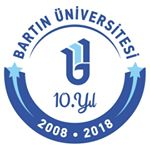 BARTIN ÜNİVERSİTESİ
10.Yıl
2008 • 2018